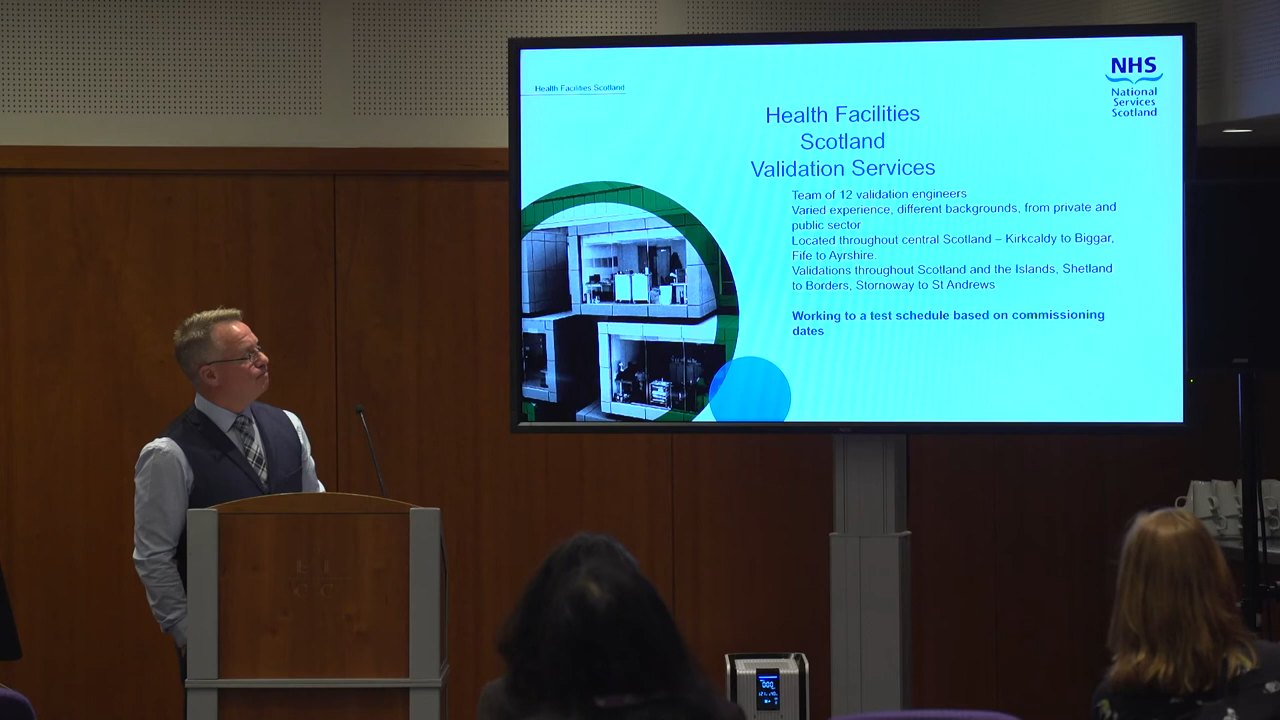 Health Facilities Scotland
NHS
National
Services
Scotland
Health Facilities
Scotland
Validation Services
Team of 12 validation engineers
Varied experience, different backgrounds, from private and
public sector
Located throughout central Scotland – Kirkcaldy to Biggar,
Fife to Ayrshire.
Validations throughout Scotland and the Islands, Shetland
to Borders, Stornoway to St Andrews
Working to a test schedule based on commissioning
dates
E I
C C